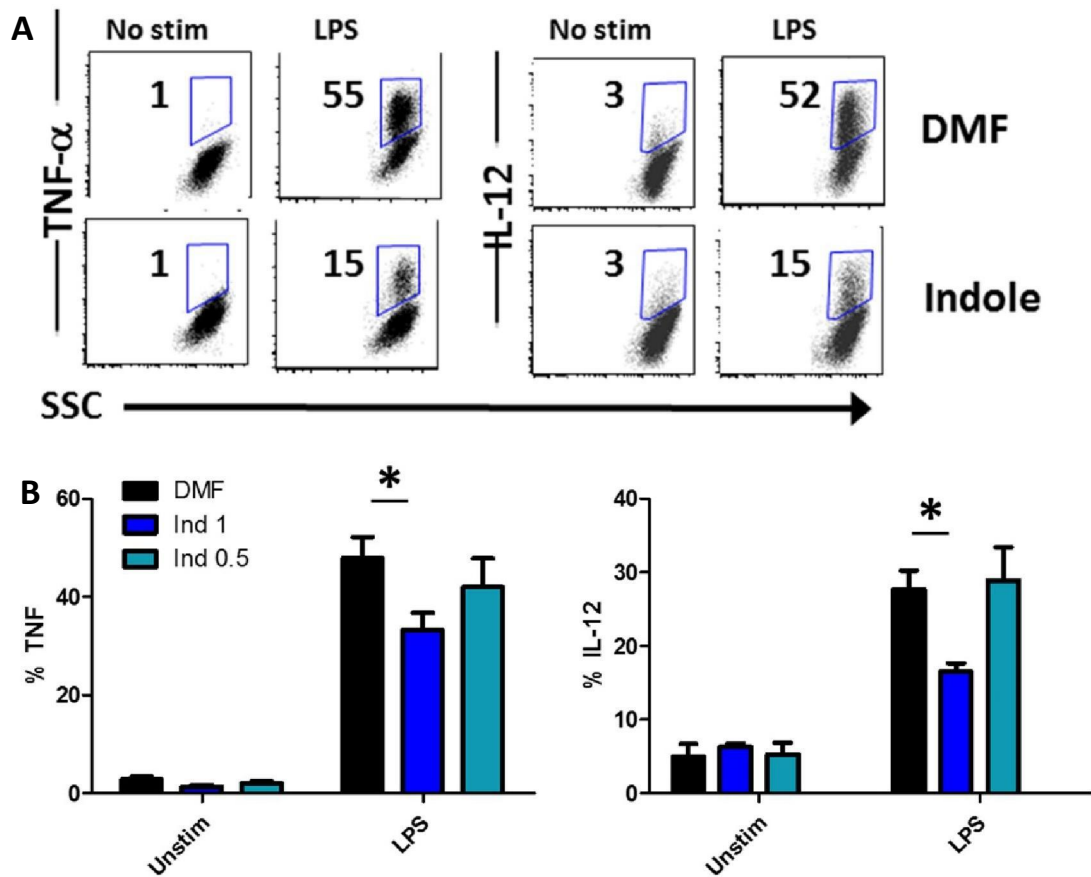 A
No stim LPS No stim LPS
TNF-α 1 55 IL-12 3 52 DMF
1 15 3 15 Indole
SSC
B
DMF
Ind 1
Ind 0.5
*
% TNF
60
40
20
0
Unstim LPS
*
% IL-12
40
30
20
10
0
Unstim LPS